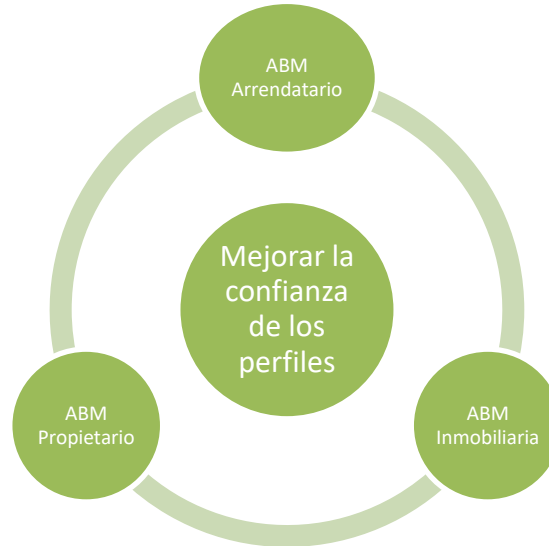 ABM
Arrendatario
Mejorar la
confianza
de los
perfiles
ABM
Propietario
ABM
Inmobiliaria